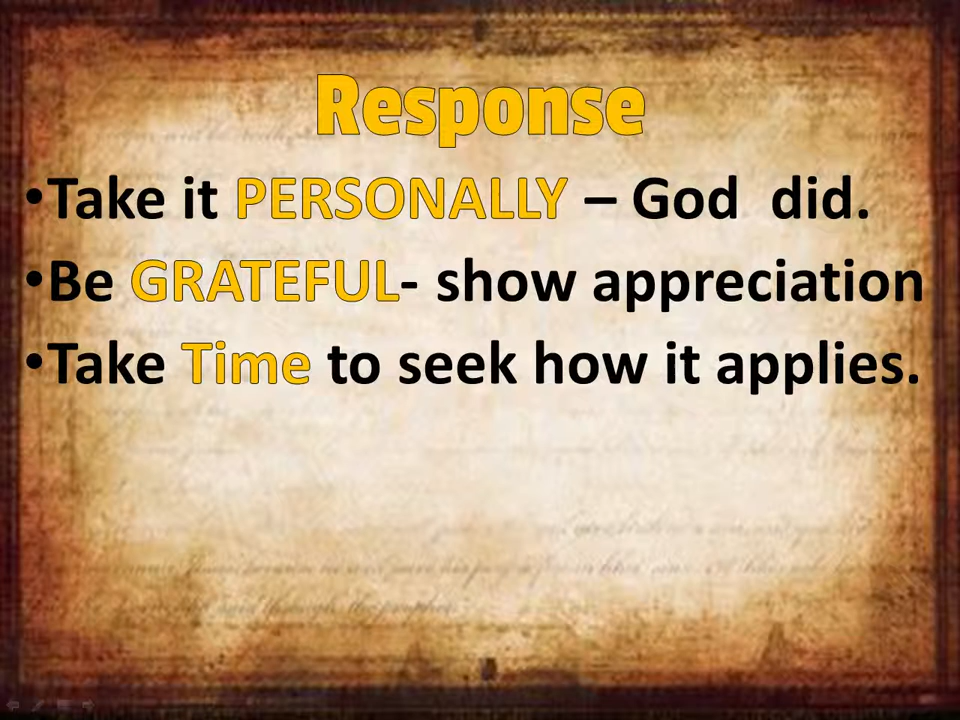 Response
•Take it PERSONALLY – God  did.
•Be GRATEFUL- show appreciation
•Take Time to seek how it applies.